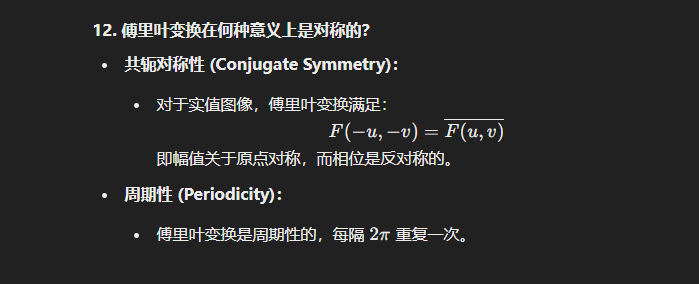 12. 傅里叶变换在何种意义上是对称的?
• 共轭对称性 (Conjugate Symmetry):
• 对于实值图像，傅里叶变换满足:
F(−u, −v) = \overline{F(u, v)}
即幅值关于原点对称，而相位是反对称的。
• 周期性 (Periodicity):
• 傅里叶变换是周期性的，每隔 2π 重复一次。